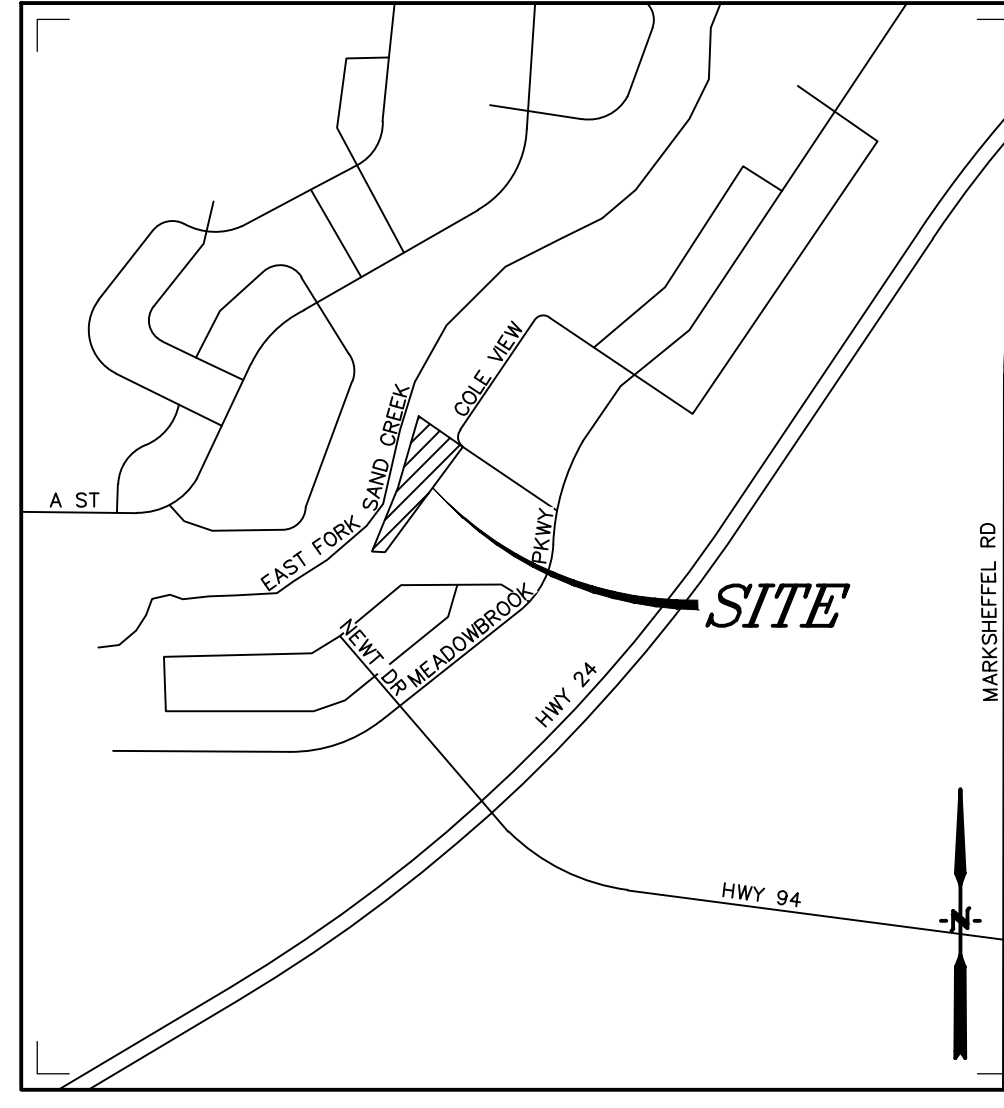 COLE VIEW
EAST FORK SAND CREEK
A ST
PKWY
MEADOWBROOK
SITE
NEWT DR
HWY 24
MARKSHEFFEL RD
HWY 94
-N-